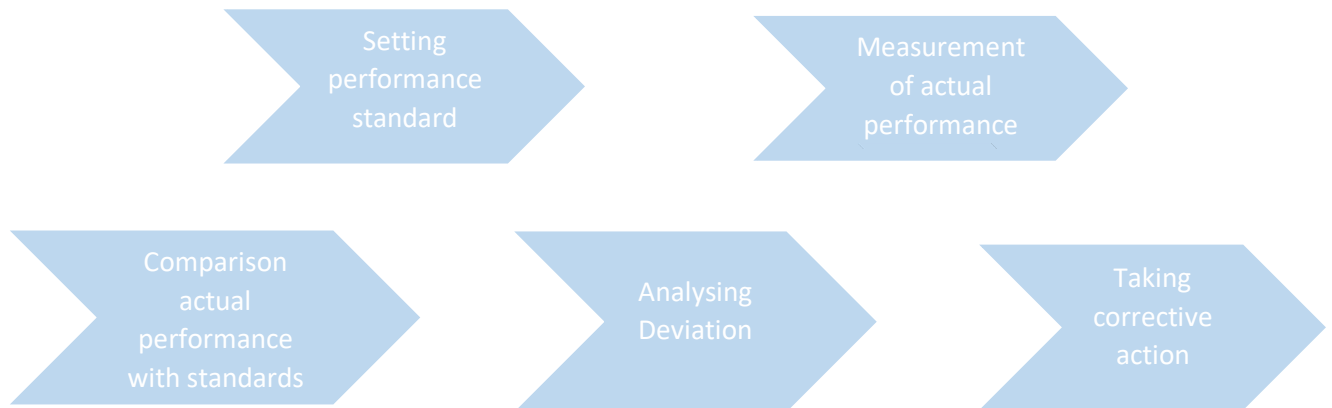 Setting
performance
standard
Measurement
of actual
performance
Comparison
actual
performance
with standards
Analysing
Deviation
Taking
corrective
action